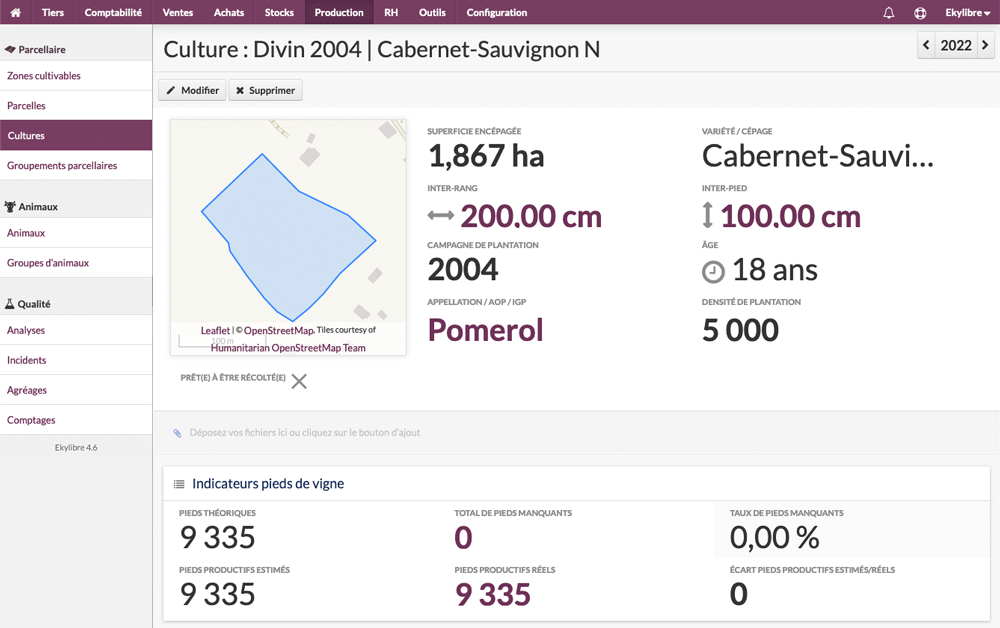 Tiers Comptabilité Ventes Achats Stocks Production RH Outils Configuration Ekylibre
Parcellaire
Zones cultivables
Parcelles
Cultures
Groupements parcellaires
Animaux
Animaux
Groupes d'animaux
Qualité
Analyses
Incidents
Agréages
Comptages
Ekylibre 4.6
Culture : Divin 2004 | Cabernet-Sauvignon N
2022
Modifier Supprimer
Leaflet | © OpenStreetMap, Tiles courtesy of
100 m
Humanitarian OpenStreetMap Team
SUPERFICIE ENCÉPAGÉE
1,867 ha
VARIÉTÉ / CÉPAGE
Cabernet-Sauvi...
INTER-RANG
200,00 cm
INTER-PIED
100,00 cm
CAMPAGNE DE PLANTATION
2004
ÂGE
18 ans
APPELLATION / AOP / IGP
Pomerol
DENSITÉ DE PLANTATION
5 000
PRÊT(E) À ÊTRE RÉCOLTÉ(E)
Déposez vos fichiers ici ou cliquez sur le bouton d'ajout
Indicateurs pieds de vigne
PIEDS THÉORIQUES
9 335
TOTAL DE PIEDS MANQUANTS
0
TAUX DE PIEDS MANQUANTS
0,00 %
PIEDS PRODUCTIFS ESTIMÉS
9 335
PIEDS PRODUCTIFS RÉELS
9 335
ÉCART PIEDS PRODUCTIFS ESTIMÉS/RÉELS
0